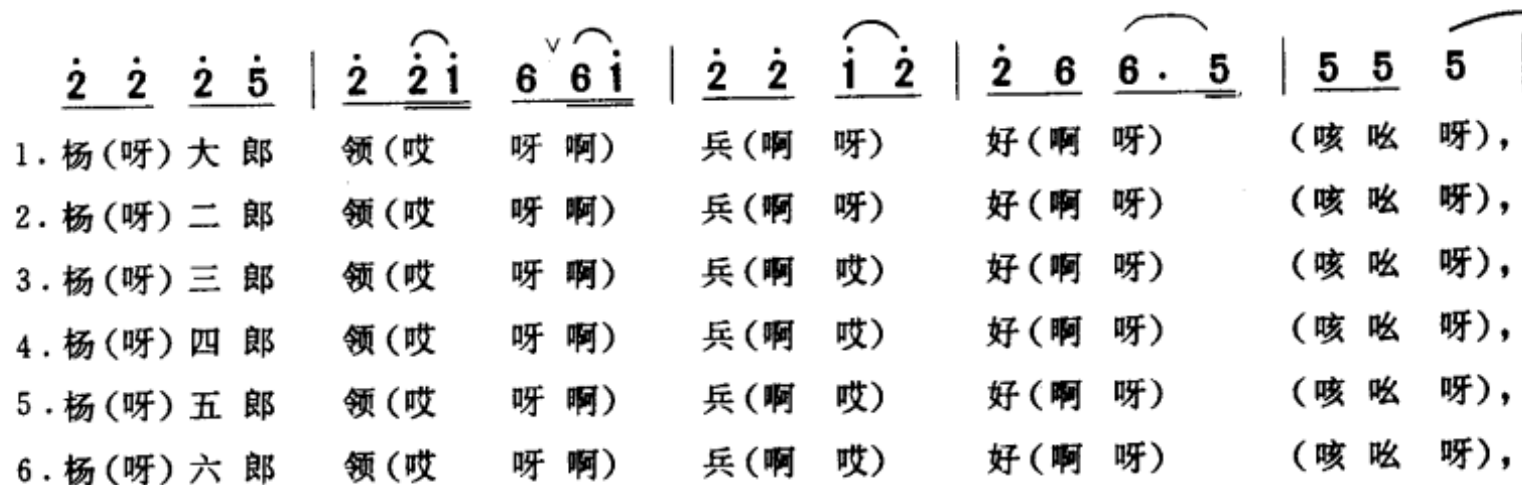 2̇ 2̇ 2̇ 5̇ | 2̇ 2̇ 1̇ 6 ∨ 6 1̇ | 2̇ 2̇ 1̇ 2̇ | 2̇ 6 6 . 5 | 5 5 5 |
1.杨(呀)大 郎 领(哎 呀 啊) 兵(啊 呀) 好(啊 呀) (咳 吆 呀),
2.杨(呀)二 郎 领(哎 呀 啊) 兵(啊 呀) 好(啊 呀) (咳 吆 呀),
3.杨(呀)三 郎 领(哎 呀 啊) 兵(啊 哎) 好(啊 呀) (咳 吆 呀),
4.杨(呀)四 郎 领(哎 呀 啊) 兵(啊 哎) 好(啊 呀) (咳 吆 呀),
5.杨(呀)五 郎 领(哎 呀 啊) 兵(啊 哎) 好(啊 呀) (咳 吆 呀),
6.杨(呀)六 郎 领(哎 呀 啊) 兵(啊 哎) 好(啊 呀) (咳 吆 呀),